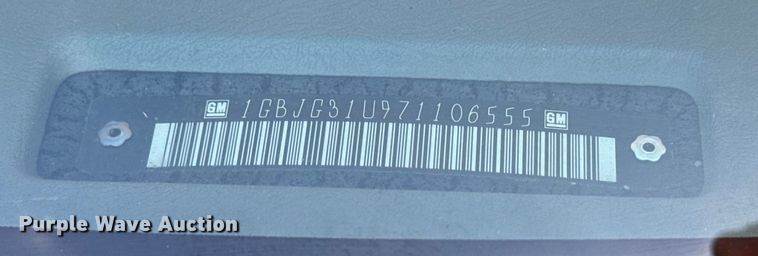 GM 1GBJG31U971106555 GM
Purple Wave Auction